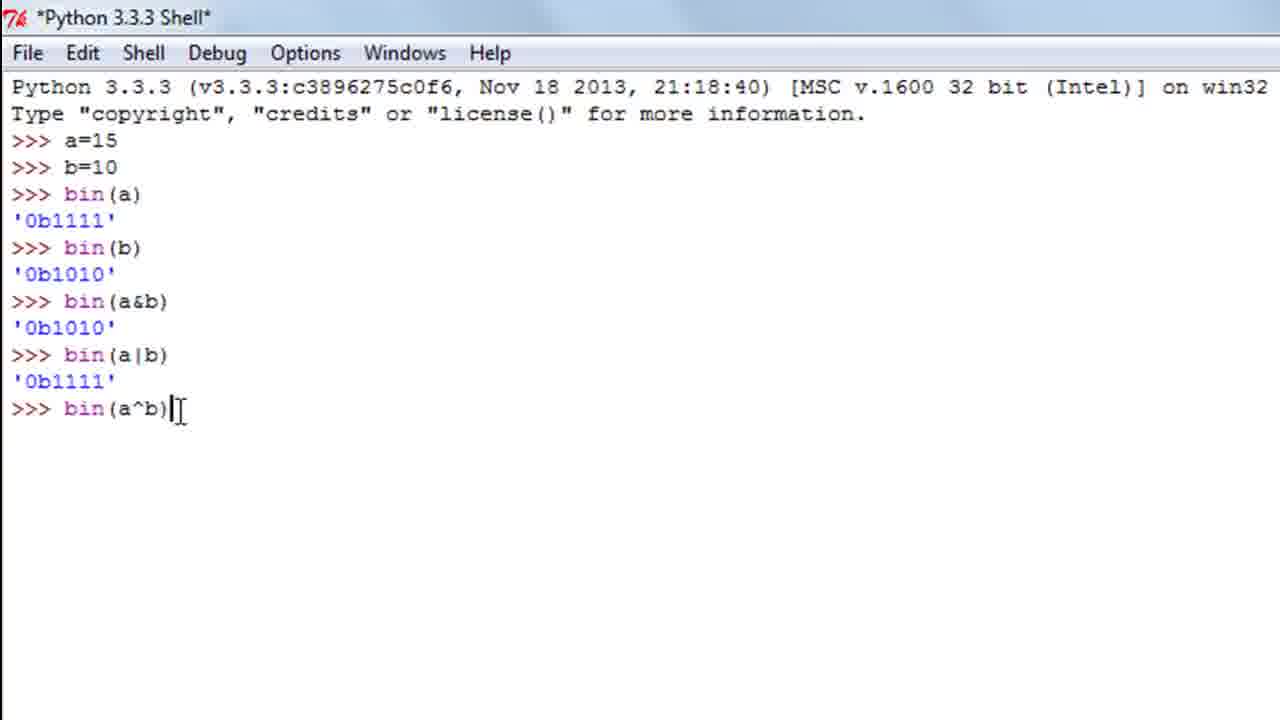 *Python 3.3.3 Shell*
File Edit Shell Debug Options Windows Help
Python 3.3.3 (v3.3.3:c3896275c0f6, Nov 18 2013, 21:18:40) [MSC v.1600 32 bit (Intel)] on win32
Type "copyright", "credits" or "license()" for more information.
>>> a=15
>>> b=10
>>> bin(a)
'0b1111'
>>> bin(b)
'0b1010'
>>> bin(a&b)
'0b1010'
>>> bin(a|b)
'0b1111'
>>> bin(a^b)